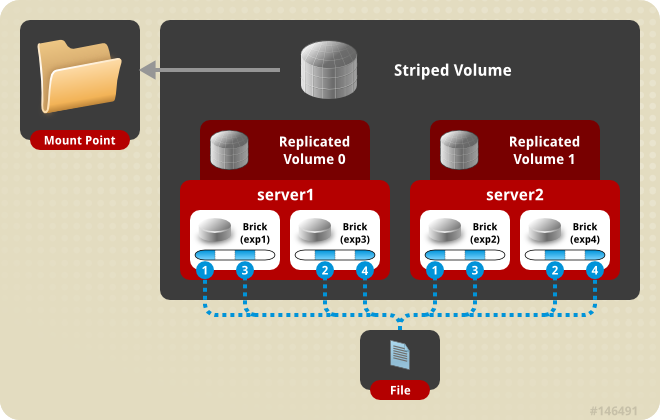 Mount Point
Striped Volume
Replicated
Volume 0
Replicated
Volume 1
server1
server2
Brick
(exp1)
Brick
(exp3)
Brick
(exp2)
Brick
(exp4)
1
3
2
4
1
3
2
4
File
#146491